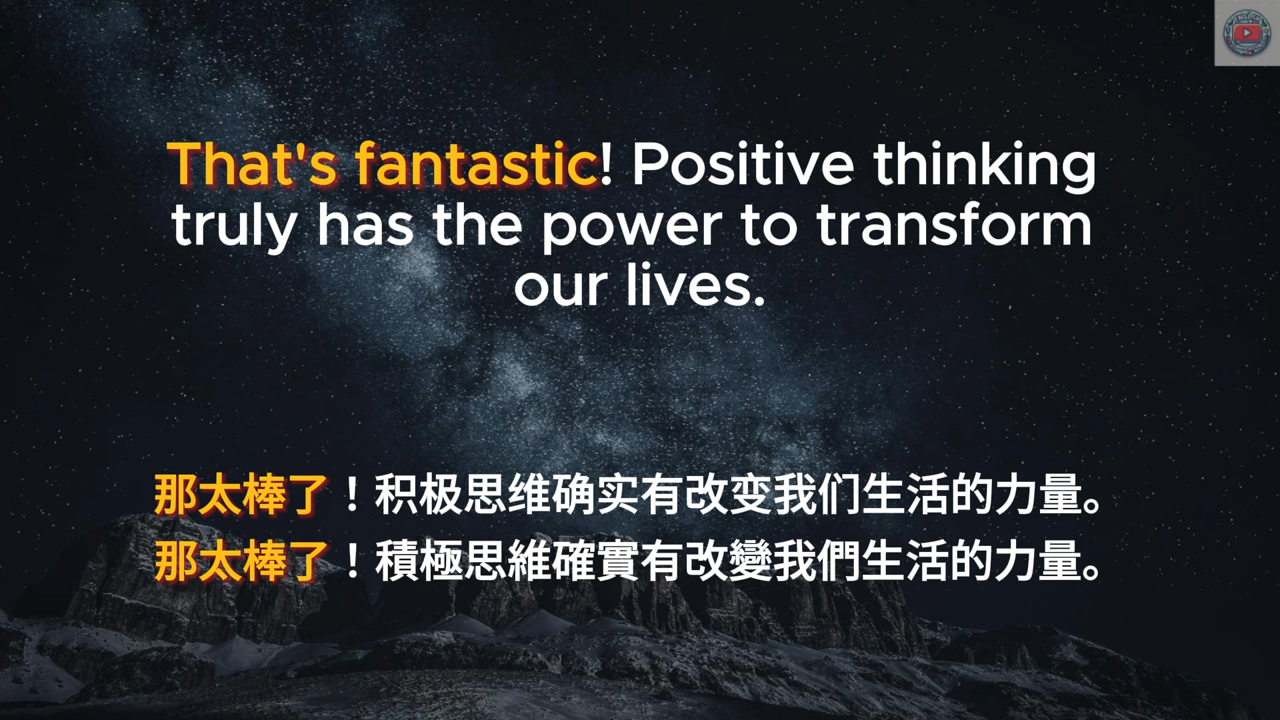 That's fantastic! Positive thinking
truly has the power to transform
our lives.
那太棒了！积极思维确实有改变我们生活的力量。
那太棒了！積極思維確實有改變我們生活的力量。